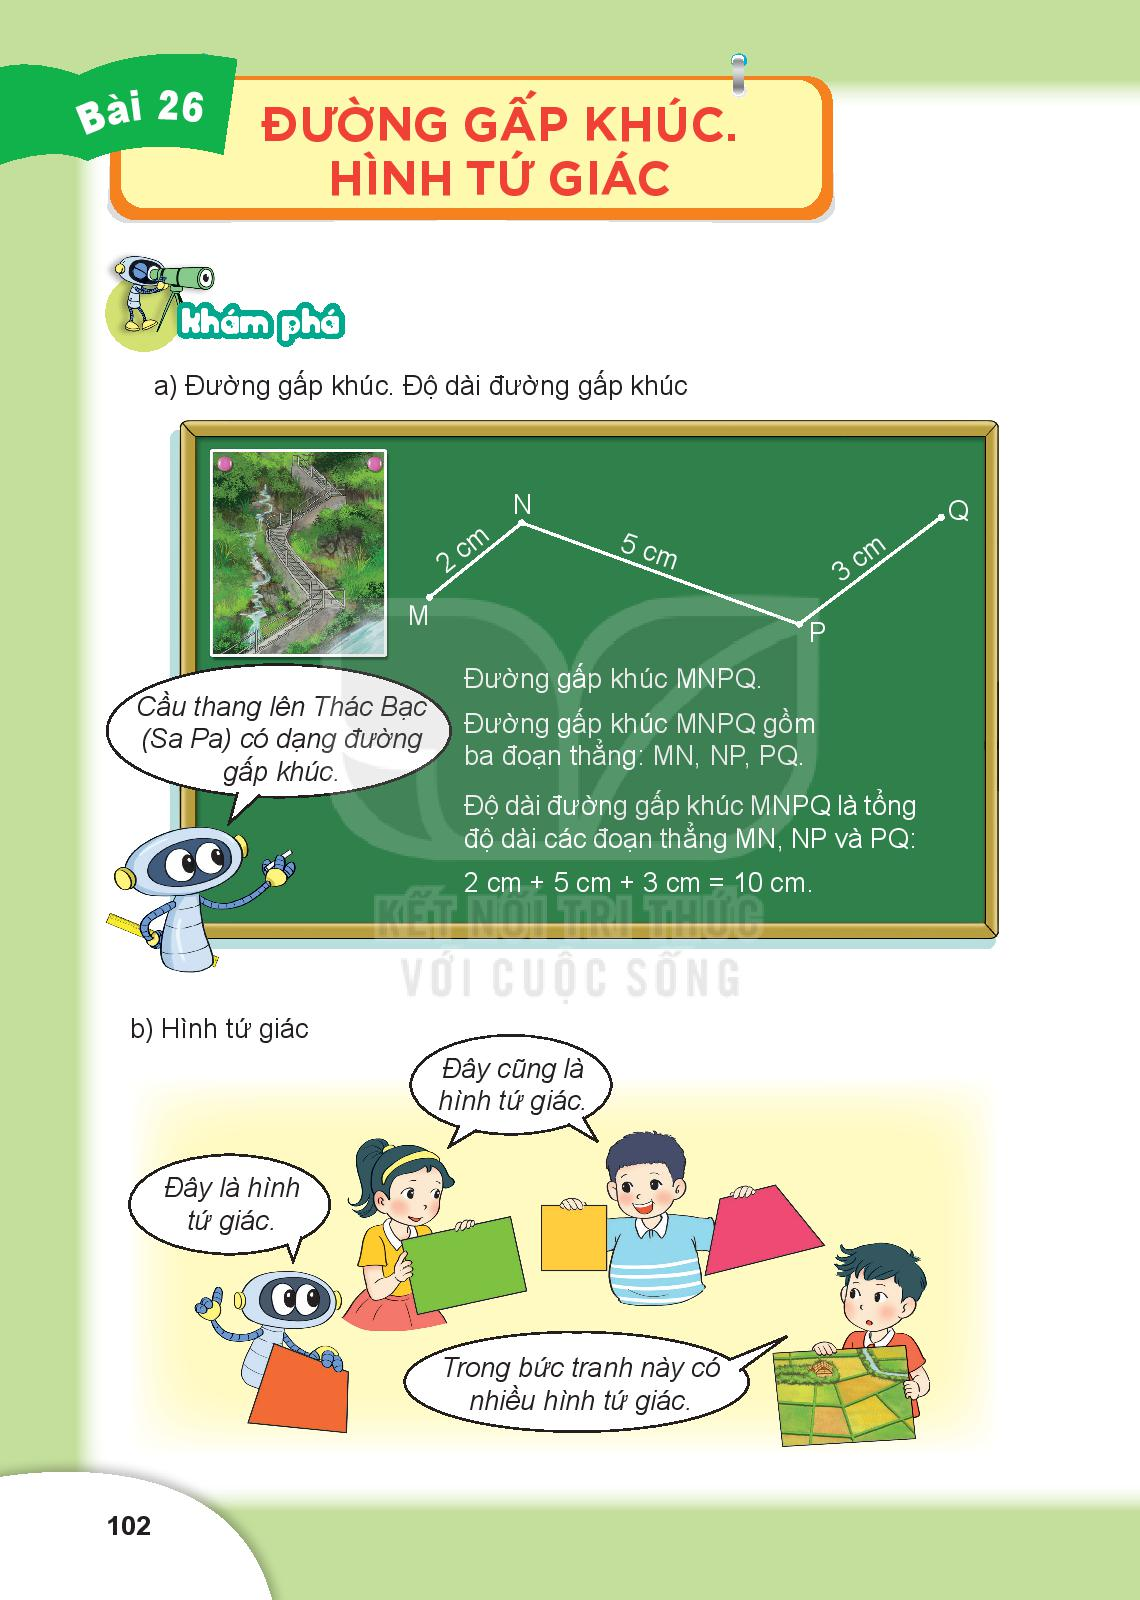 Bài 26
ĐƯỜNG GẤP KHÚC.
HÌNH TỨ GIÁC
Khám phá
a) Đường gấp khúc. Độ dài đường gấp khúc
N
Q
2 cm
5 cm
3 cm
M
P
Cầu thang lên Thác Bạc
(Sa Pa) có dạng đường
gấp khúc.
Đường gấp khúc MNPQ.
Đường gấp khúc MNPQ gồm
ba đoạn thẳng: MN, NP, PQ.
Độ dài đường gấp khúc MNPQ là tổng
độ dài các đoạn thẳng MN, NP và PQ:
2 cm + 5 cm + 3 cm = 10 cm.
KẾT NỐI TRI THỨC
VỚI CUỘC SỐNG
b) Hình tứ giác
Đây cũng là
hình tứ giác.
Đây là hình
tứ giác.
Trong bức tranh này có
nhiều hình tứ giác.
102